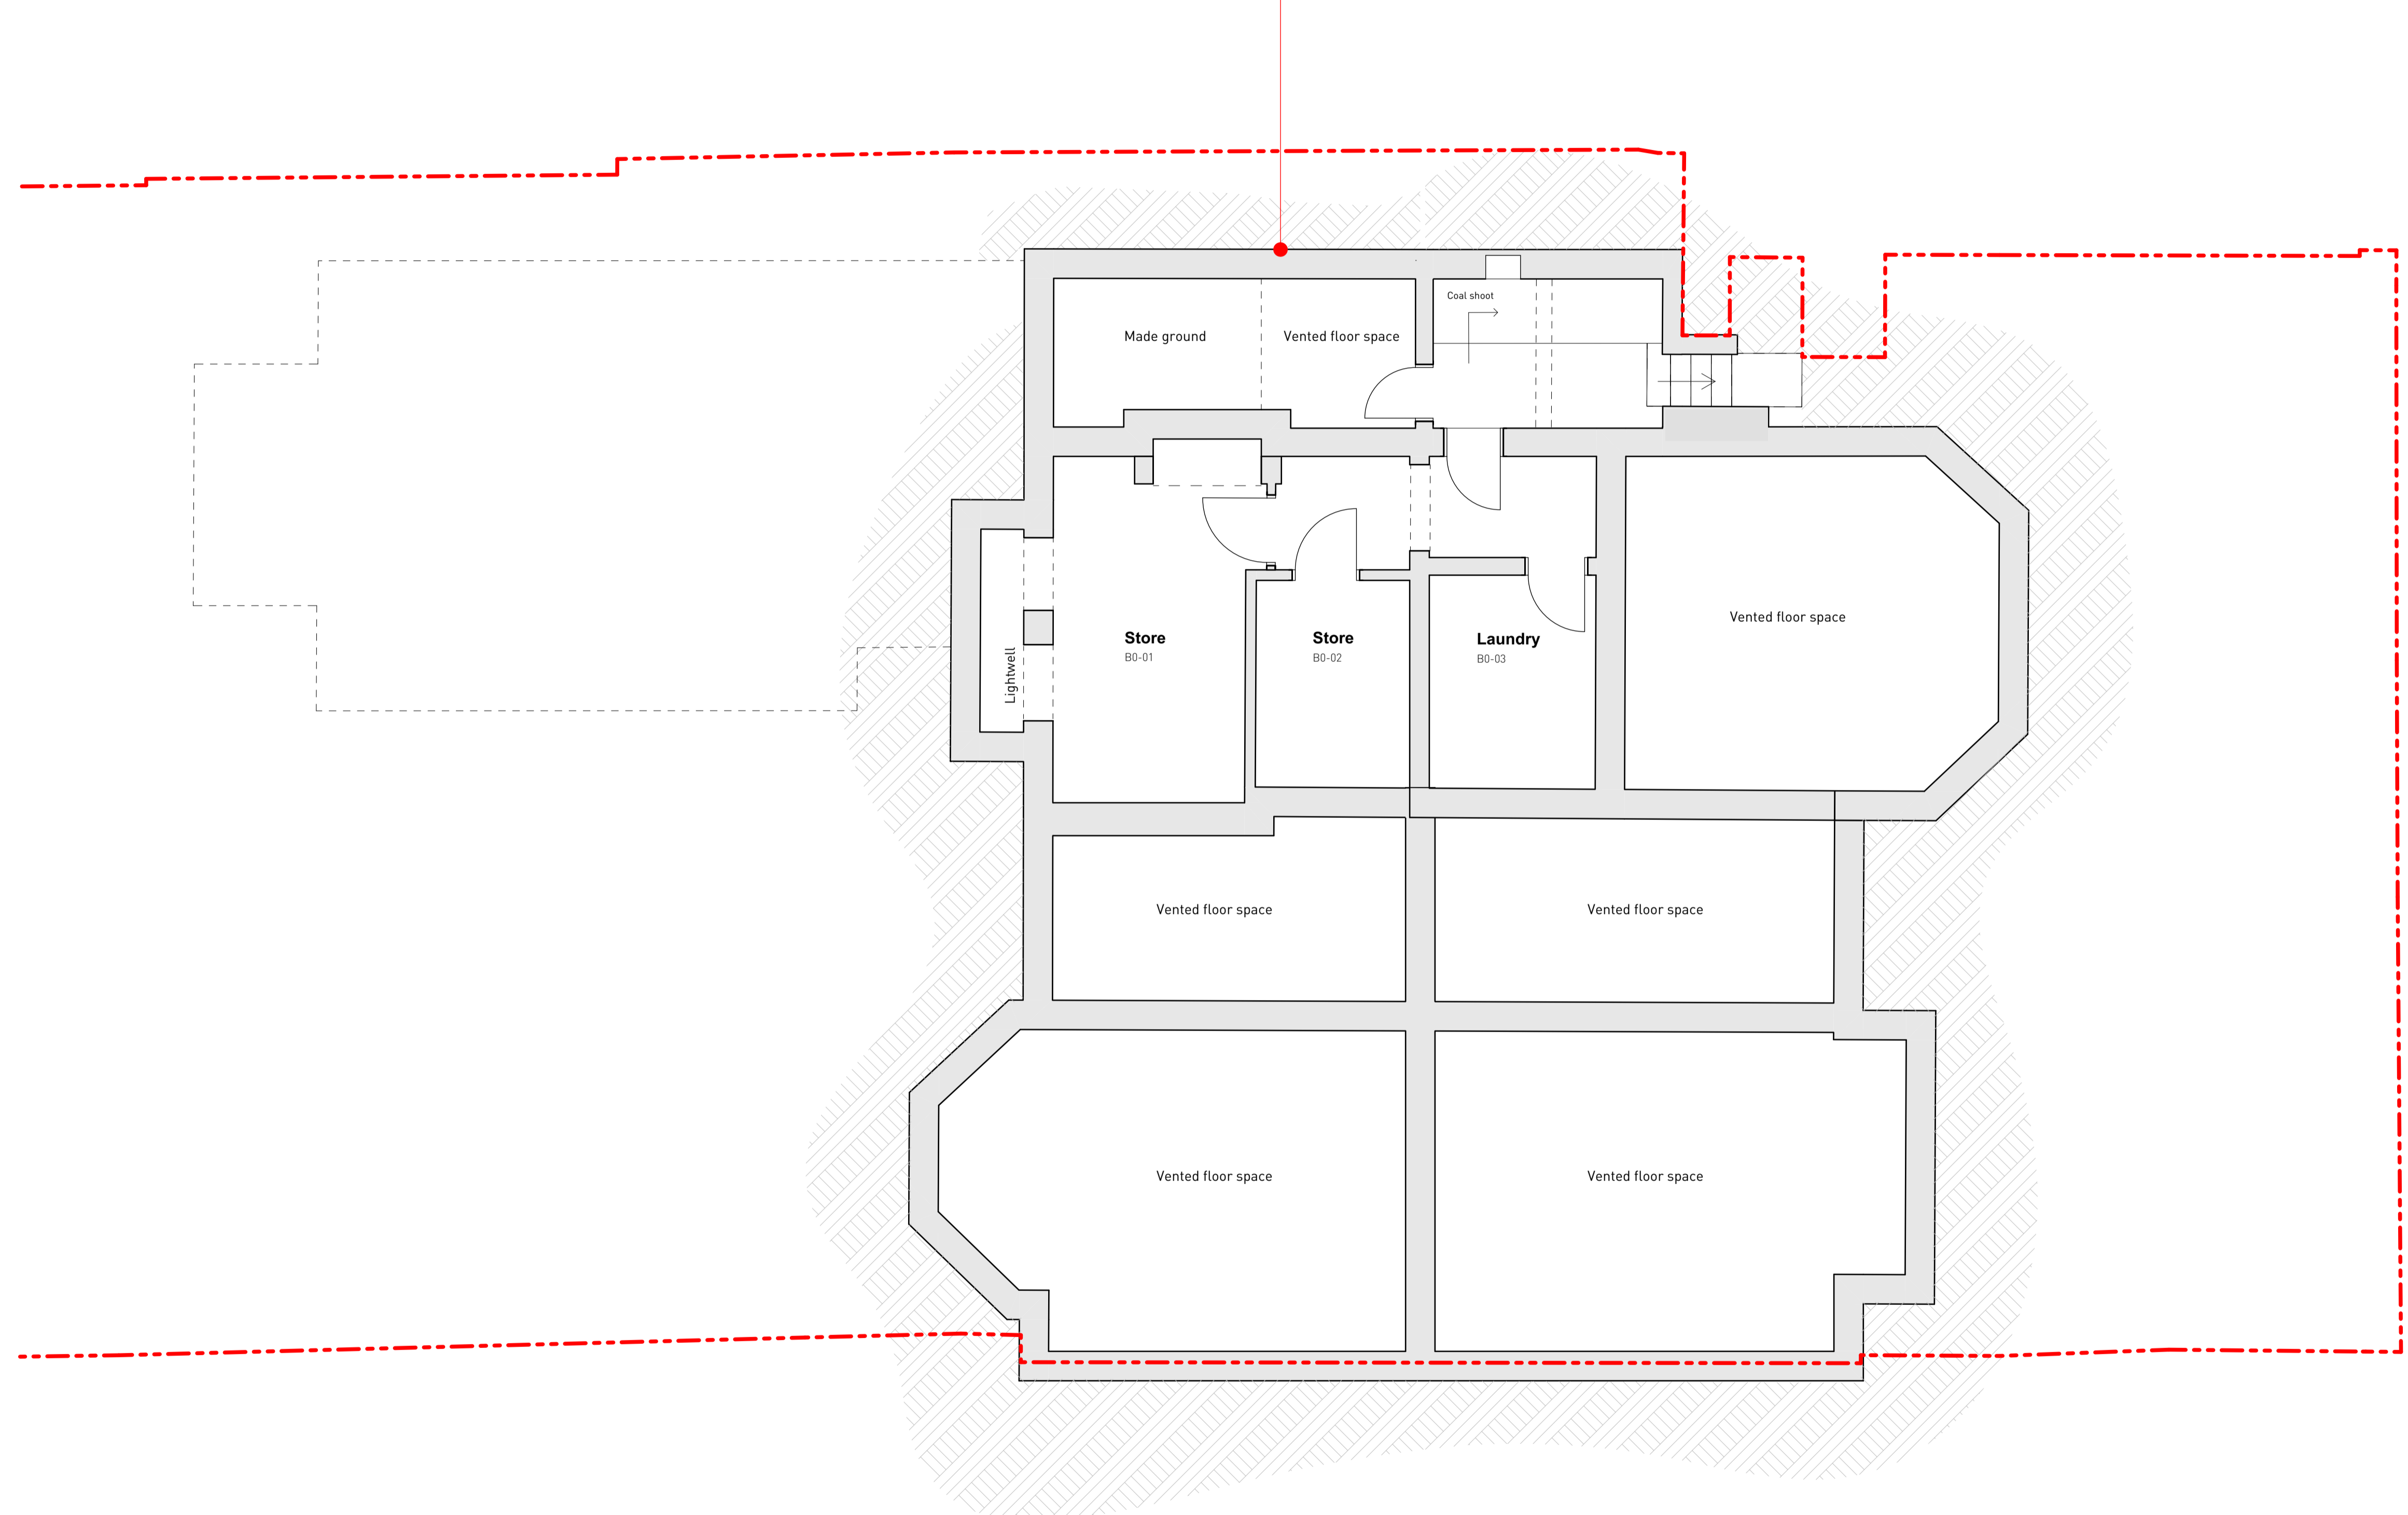 Coal shoot
Made ground
Vented floor space
Store
B0-01
Store
B0-02
Laundry
B0-03
Vented floor space
Lightwell
Vented floor space
Vented floor space
Vented floor space
Vented floor space